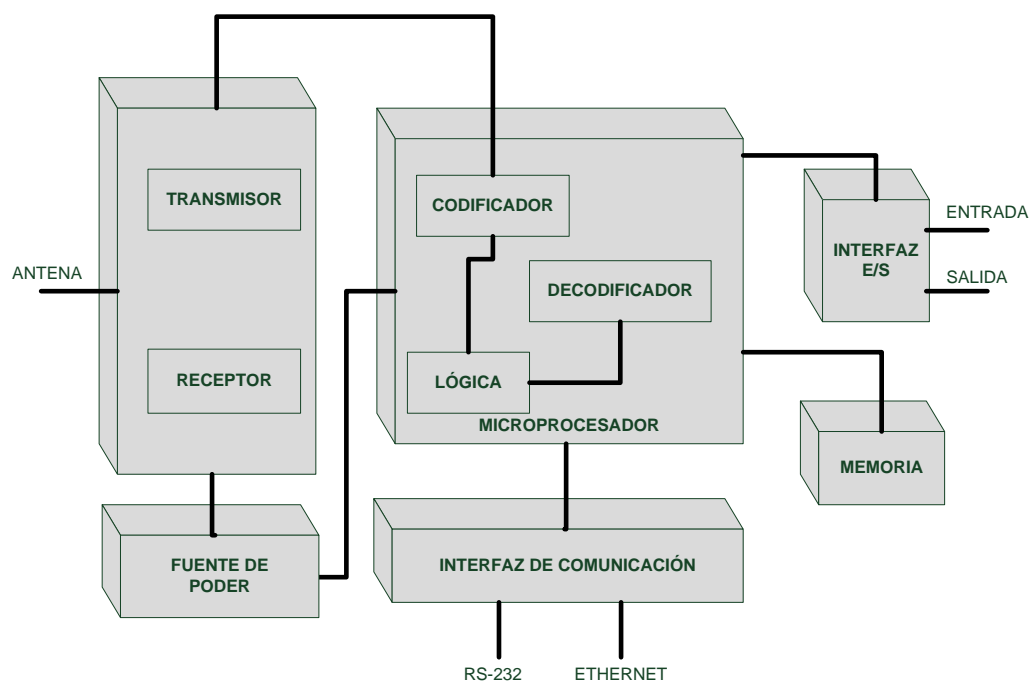 TRANSMISOR
CODIFICADOR
ENTRADA
INTERFAZ
E/S
ANTENA
SALIDA
DECODIFICADOR
RECEPTOR
LÓGICA
MICROPROCESADOR
MEMORIA
FUENTE DE
PODER
INTERFAZ DE COMUNICACIÓN
RS-232
ETHERNET